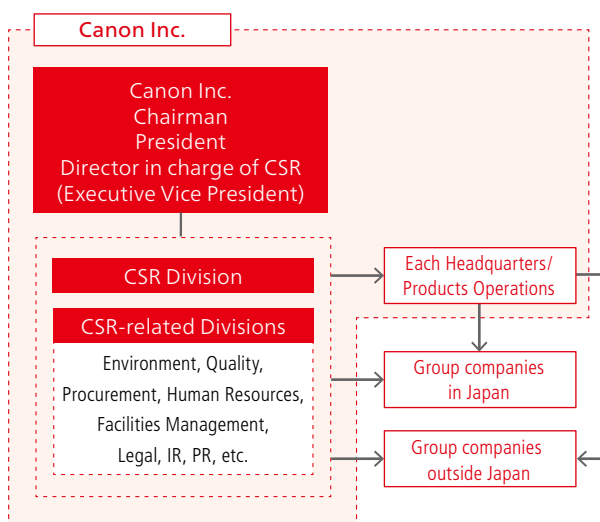 Canon Inc.
Canon Inc.
Chairman
President
Director in charge of CSR
(Executive Vice President)
CSR Division
CSR-related Divisions
Environment, Quality,
Procurement, Human Resources,
Facilities Management,
Legal, IR, PR, etc.
Each Headquarters/
Products Operations
Group companies
in Japan
Group companies
outside Japan